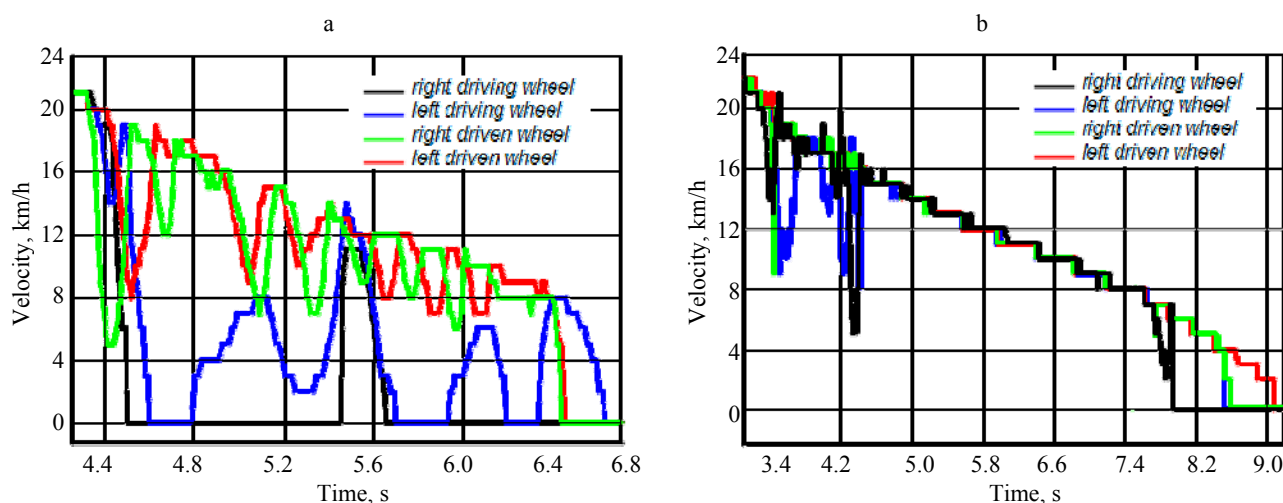 a
24
20
16
12
8
4
0
Velocity, km/h
right driving wheel
left driving wheel
right driven wheel
left driven wheel
4.4 4.8 5.2 5.6 6.0 6.4 6.8
Time, s
b
24
20
16
12
8
4
0
Velocity, km/h
right driving wheel
left driving wheel
right driven wheel
left driven wheel
3.4 4.2 5.0 5.8 6.6 7.4 8.2 9.0
Time, s